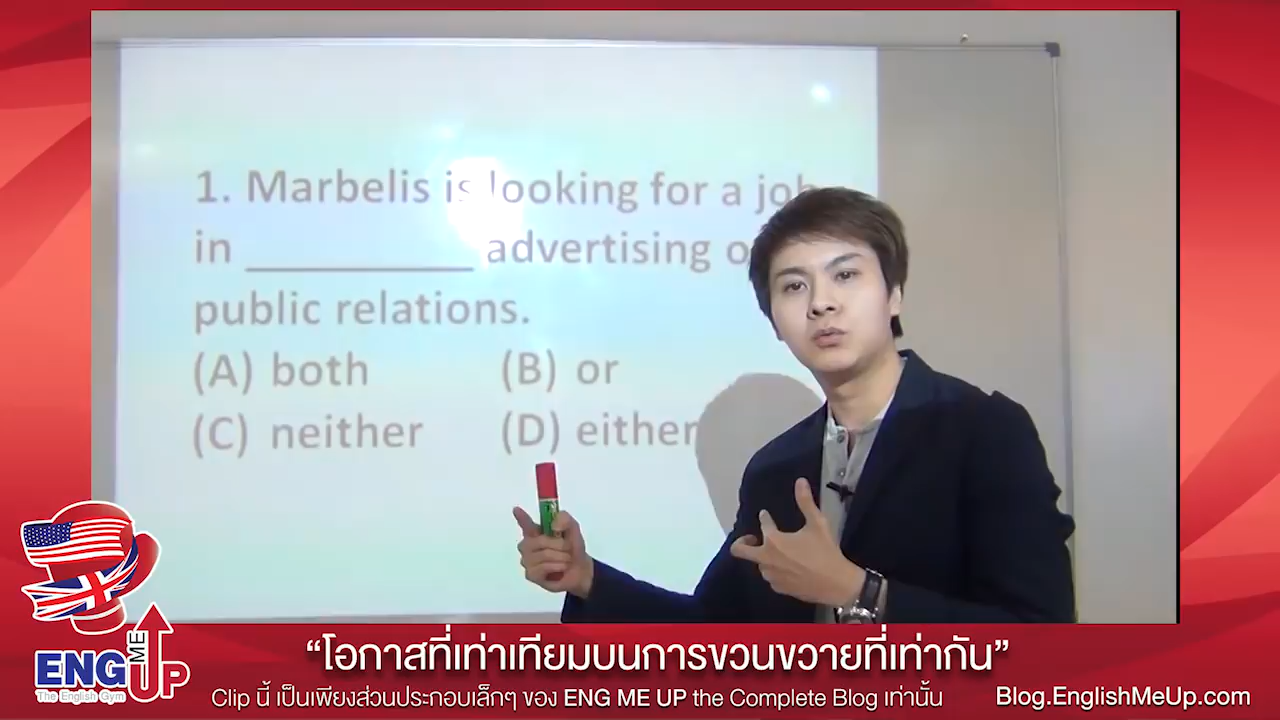 1. Marbelis is looking for a job
in __________ advertising o
public relations.
(A) both (B) or
(C) neither (D) either
ENG ME UP
The English Gym
“โอกาสที่เท่าเทียมบนการขวนขวายที่เท่ากัน”
Clip นี้ เป็นเพียงส่วนประกอบเล็กๆ ของ ENG ME UP the Complete Blog เท่านั้น
Blog.EnglishMeUp.com